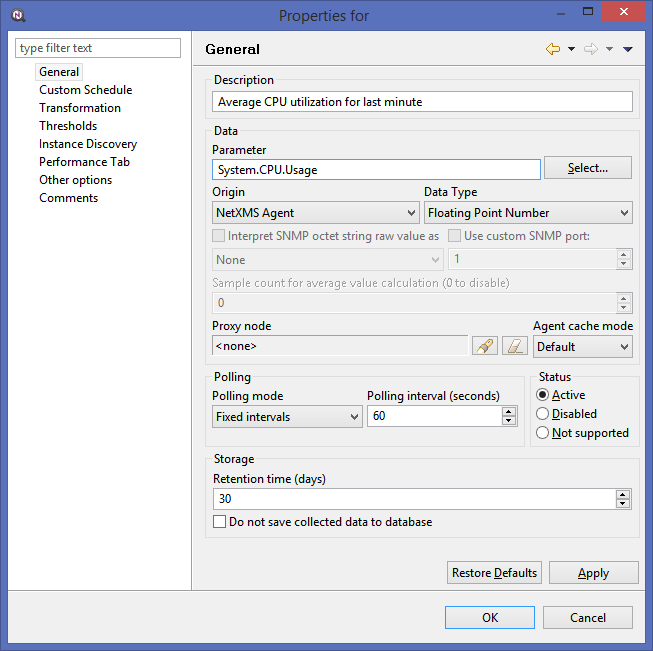 Properties for
type filter text
General
Custom Schedule
Transformation
Thresholds
Instance Discovery
Performance Tab
Other options
Comments
General
Description
Average CPU utilization for last minute
Data
Parameter
System.CPU.Usage
Select...
Origin
Data Type
NetXMS Agent
Floating Point Number
Interpret SNMP octet string raw value as
Use custom SNMP port:
None
1
Sample count for average value calculation (0 to disable)
0
Proxy node
Agent cache mode
<none>
Default
Polling
Polling mode
Polling interval (seconds)
Fixed intervals
60
Status
Active
Disabled
Not supported
Storage
Retention time (days)
30
Do not save collected data to database
Restore Defaults
Apply
OK
Cancel